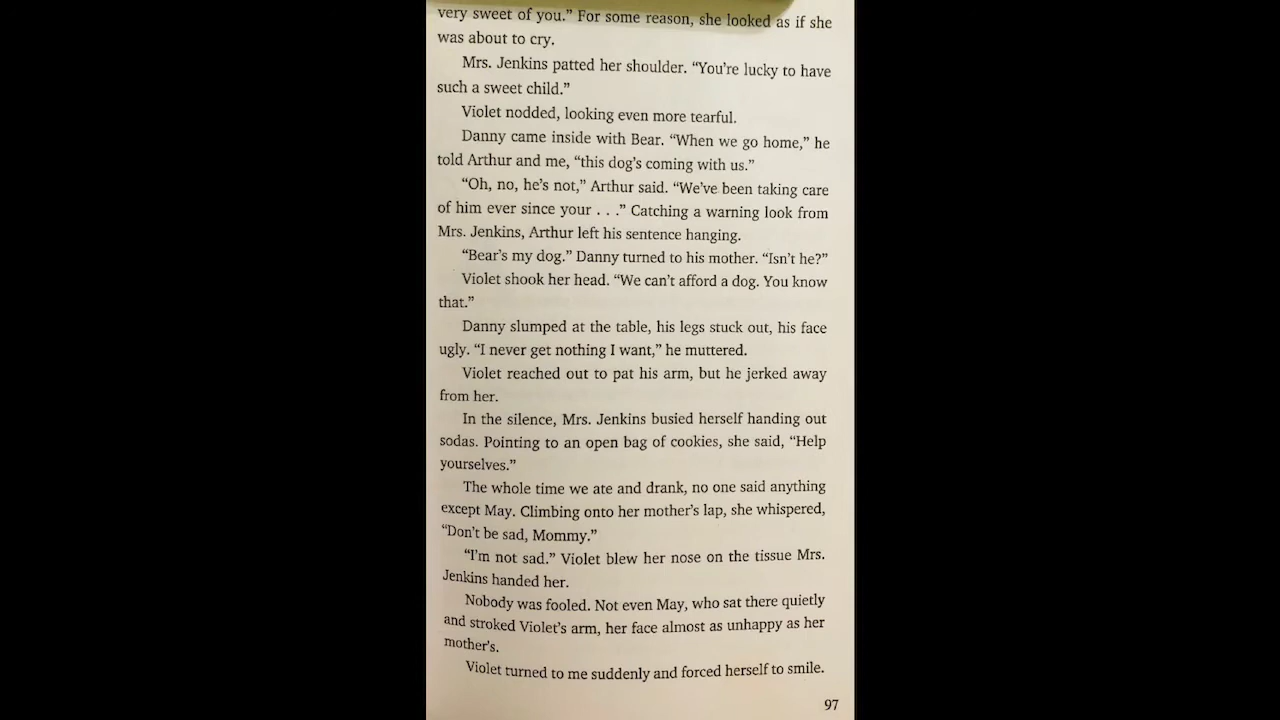 very sweet of you.” For some reason, she looked as if she
was about to cry.
Mrs. Jenkins patted her shoulder. “You’re lucky to have
such a sweet child.”
Violet nodded, looking even more tearful.
Danny came inside with Bear. “When we go home,” he
told Arthur and me, “this dog’s coming with us.”
“Oh, no, he’s not,” Arthur said. “We’ve been taking care
of him ever since your . . .” Catching a warning look from
Mrs. Jenkins, Arthur left his sentence hanging.
“Bear’s my dog.” Danny turned to his mother. “Isn’t he?”
Violet shook her head. “We can’t afford a dog. You know
that.”
Danny slumped at the table, his legs stuck out, his face
ugly. “I never get nothing I want,” he muttered.
Violet reached out to pat his arm, but he jerked away
from her.
In the silence, Mrs. Jenkins busied herself handing out
sodas. Pointing to an open bag of cookies, she said, “Help
yourselves.”
The whole time we ate and drank, no one said anything
except May. Climbing onto her mother’s lap, she whispered,
“Don’t be sad, Mommy.”
“I’m not sad.” Violet blew her nose on the tissue Mrs.
Jenkins handed her.
Nobody was fooled. Not even May, who sat there quietly
and stroked Violet’s arm, her face almost as unhappy as her
mother’s.
Violet turned to me suddenly and forced herself to smile.
97